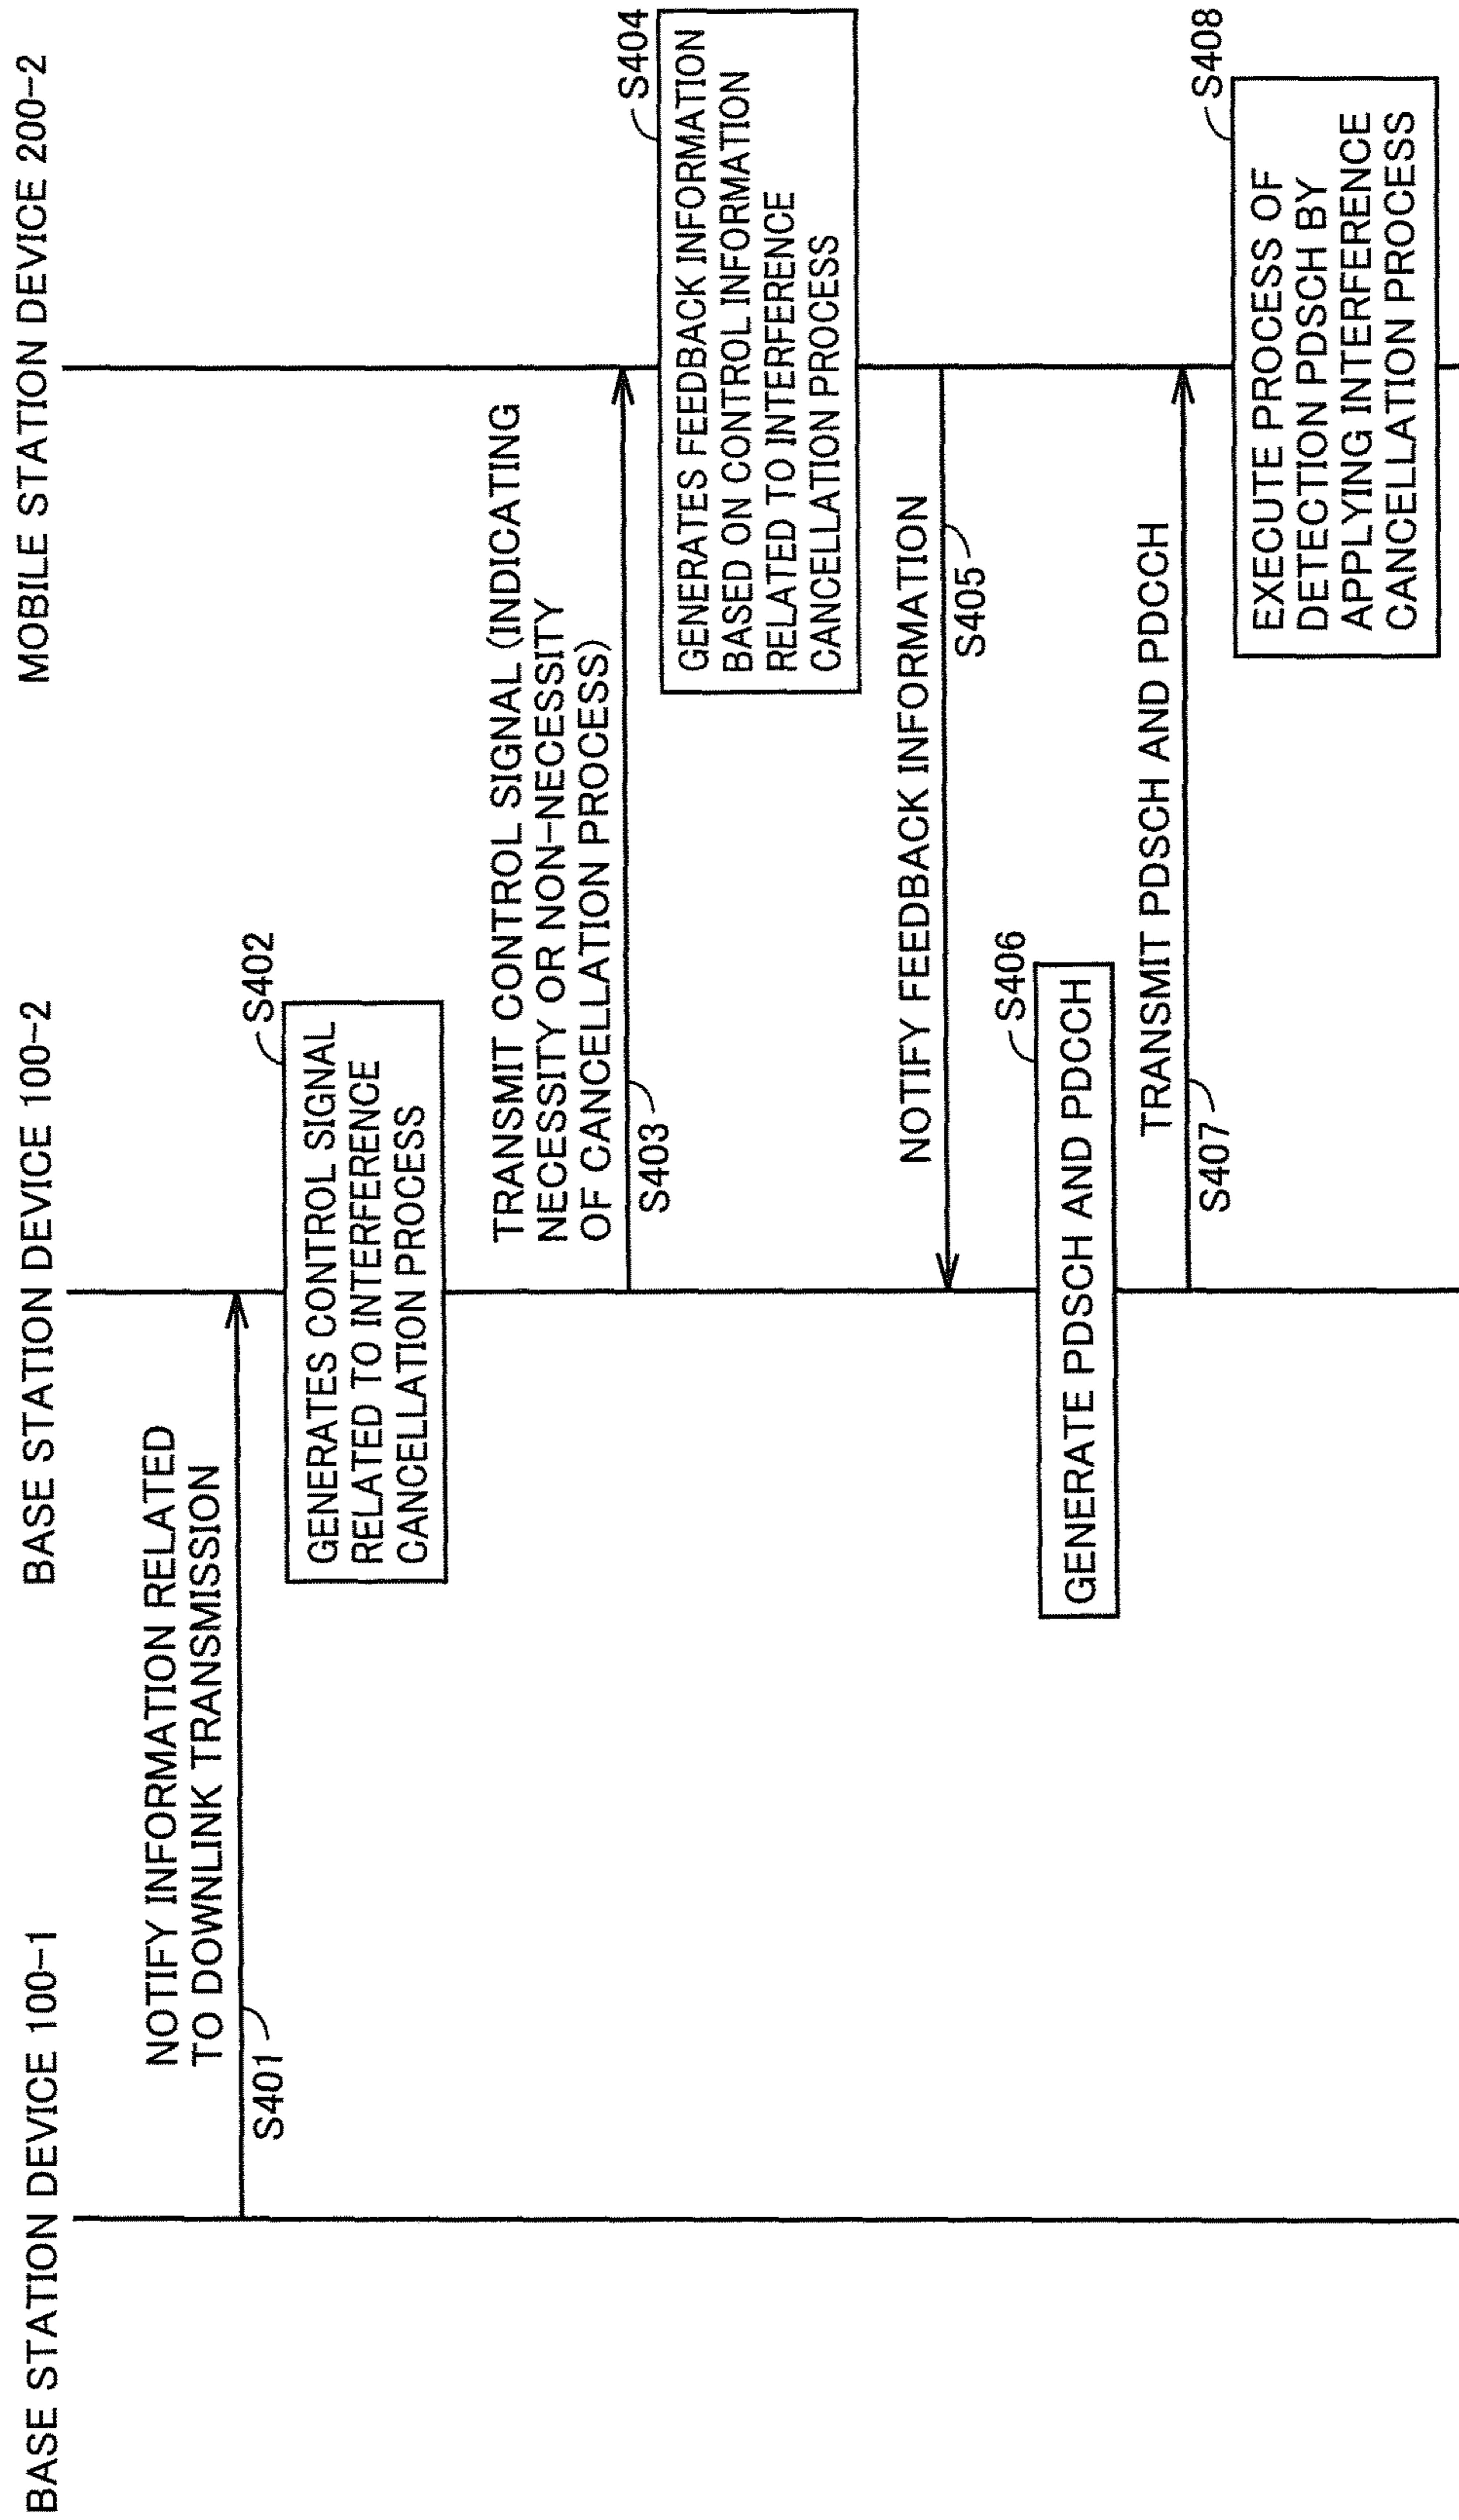 BASE STATION DEVICE 100-1
BASE STATION DEVICE 100-2
MOBILE STATION DEVICE 200-2
NOTIFY INFORMATION RELATED
TO DOWNLINK TRANSMISSION
S401
S402
GENERATES CONTROL SIGNAL
RELATED TO INTERFERENCE
CANCELLATION PROCESS
TRANSMIT CONTROL SIGNAL (INDICATING
NECESSITY OR NON-NECESSITY
OF CANCELLATION PROCESS)
S403
S404
GENERATES FEEDBACK INFORMATION
BASED ON CONTROL INFORMATION
RELATED TO INTERFERENCE
CANCELLATION PROCESS
NOTIFY FEEDBACK INFORMATION
S405
S406
GENERATE PDSCH AND PDCCH
TRANSMIT PDSCH AND PDCCH
S407
S408
EXECUTE PROCESS OF
DETECTION PDSCH BY
APPLYING INTERFERENCE
CANCELLATION PROCESS